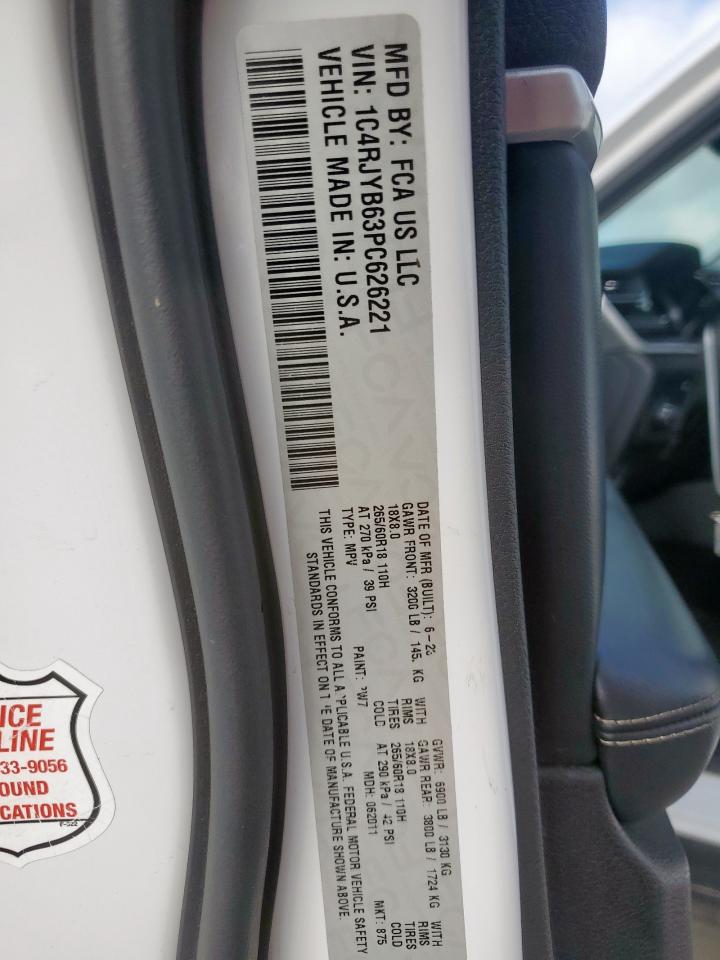 MFD BY: FCA US LLC
VIN: 1C4RJYB63PC626221
VEHICLE MADE IN: U.S.A.
DATE OF MFR (BUILT): GVWR: 6900 LB / 3130 KG
GAWR FRONT: 3200 LB / KG WITH GAWR REAR: 3800 LB / 1724 KG WITH
18X8.0 RIMS 18X8.0 RIMS
265/60R18 110H TIRES 265/60R18 110H TIRES
AT 270 kPa / 39 PSI COLD AT 290 kPa / 42 PSI COLD
TYPE: MPV PAINT: PW7 MDH: 062011 MKT: 875
THIS VEHICLE CONFORMS TO ALL APPLICABLE U.S.A. FEDERAL MOTOR VEHICLE SAFETY
STANDARDS IN EFFECT ON THE DATE OF MANUFACTURE SHOWN ABOVE.
ICE
LINE
33-9056
OUND
CATIONS